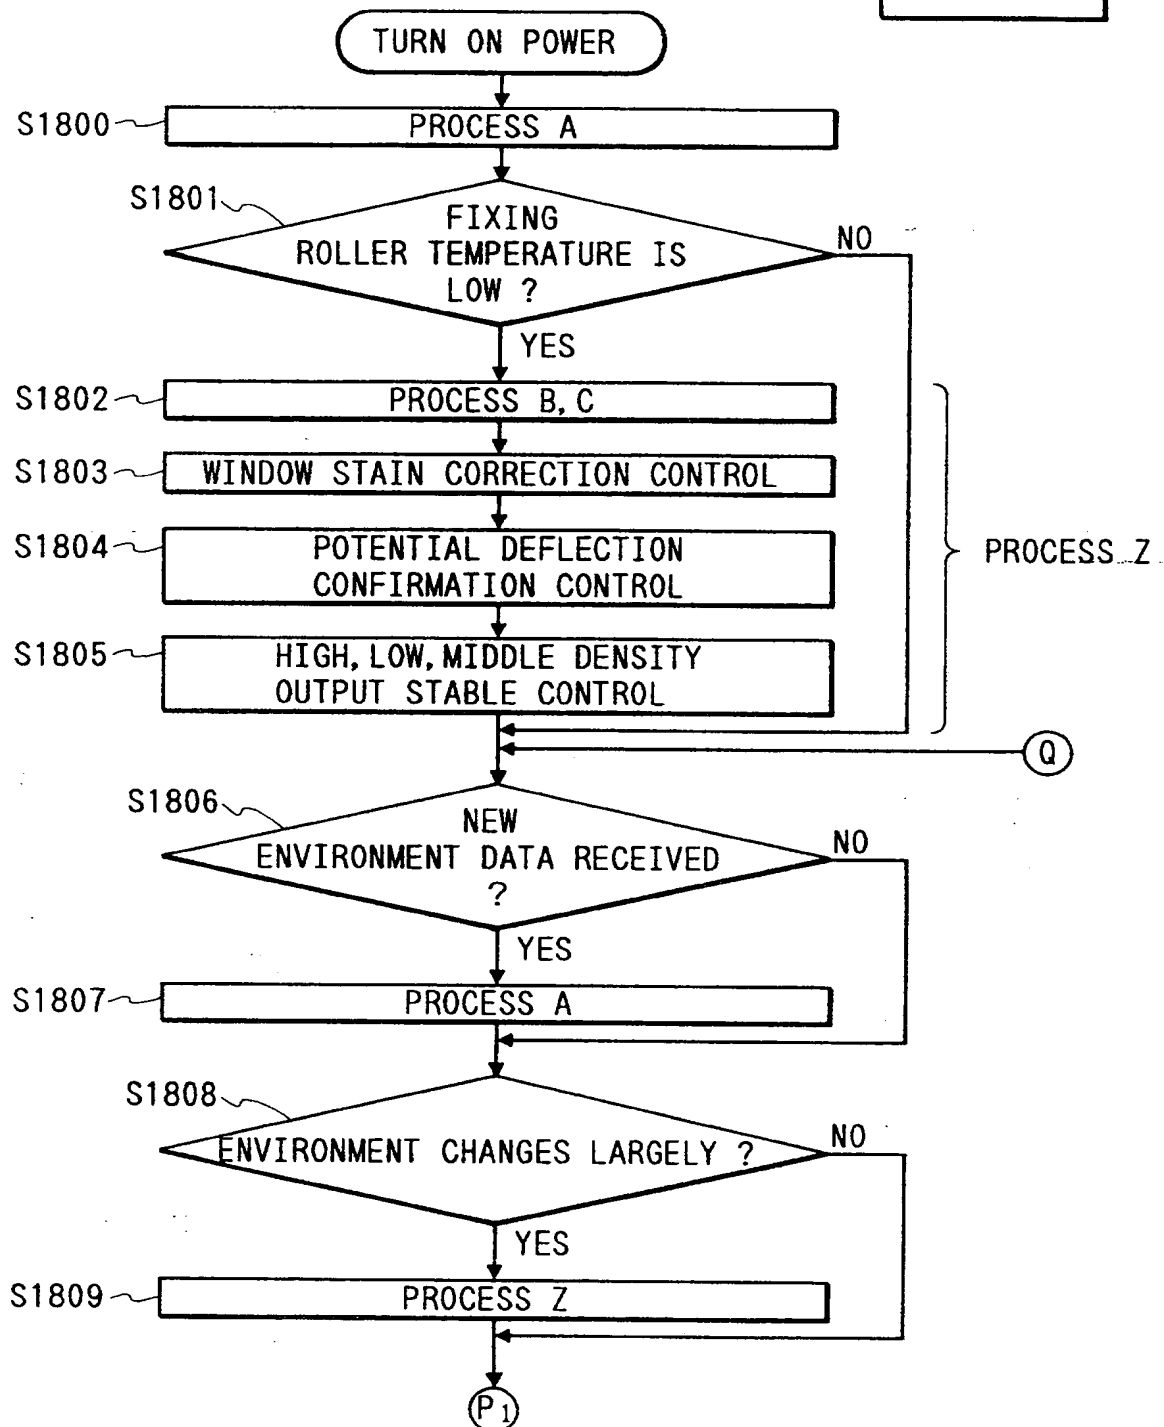 TURN ON POWER
S1800
PROCESS A
S1801
FIXING
ROLLER TEMPERATURE IS
LOW ?
NO
YES
S1802
PROCESS B, C
S1803
WINDOW STAIN CORRECTION CONTROL
S1804
POTENTIAL DEFLECTION
CONFIRMATION CONTROL
PROCESS Z
S1805
HIGH, LOW, MIDDLE DENSITY
OUTPUT STABLE CONTROL
Q
S1806
NEW
ENVIRONMENT DATA RECEIVED
?
NO
YES
S1807
PROCESS A
S1808
ENVIRONMENT CHANGES LARGELY ?
NO
YES
S1809
PROCESS Z
P1